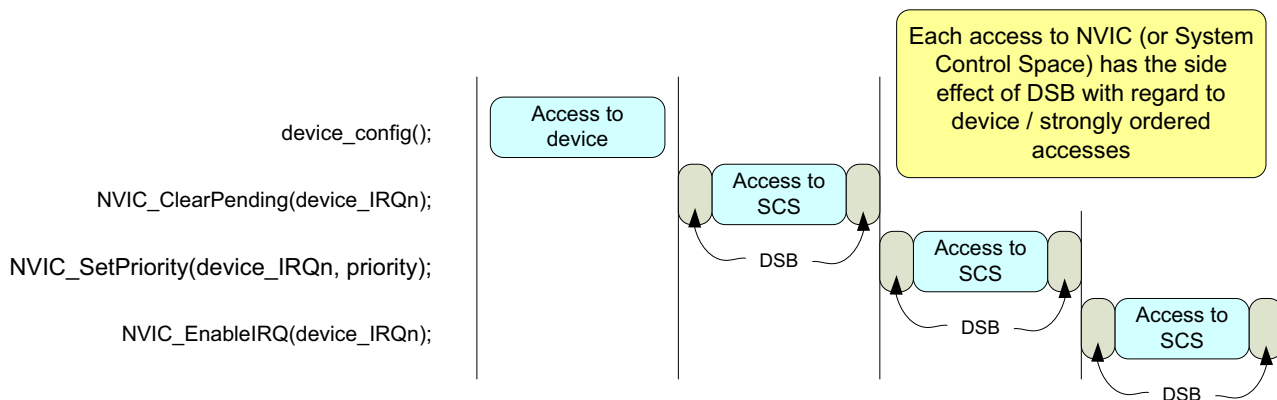 Each access to NVIC (or System
Control Space) has the side
effect of DSB with regard to
device / strongly ordered
accesses
device_config();
Access to
device
NVIC_ClearPending(device_IRQn);
Access to
SCS
DSB
NVIC_SetPriority(device_IRQn, priority);
Access to
SCS
DSB
NVIC_EnableIRQ(device_IRQn);
Access to
SCS
DSB